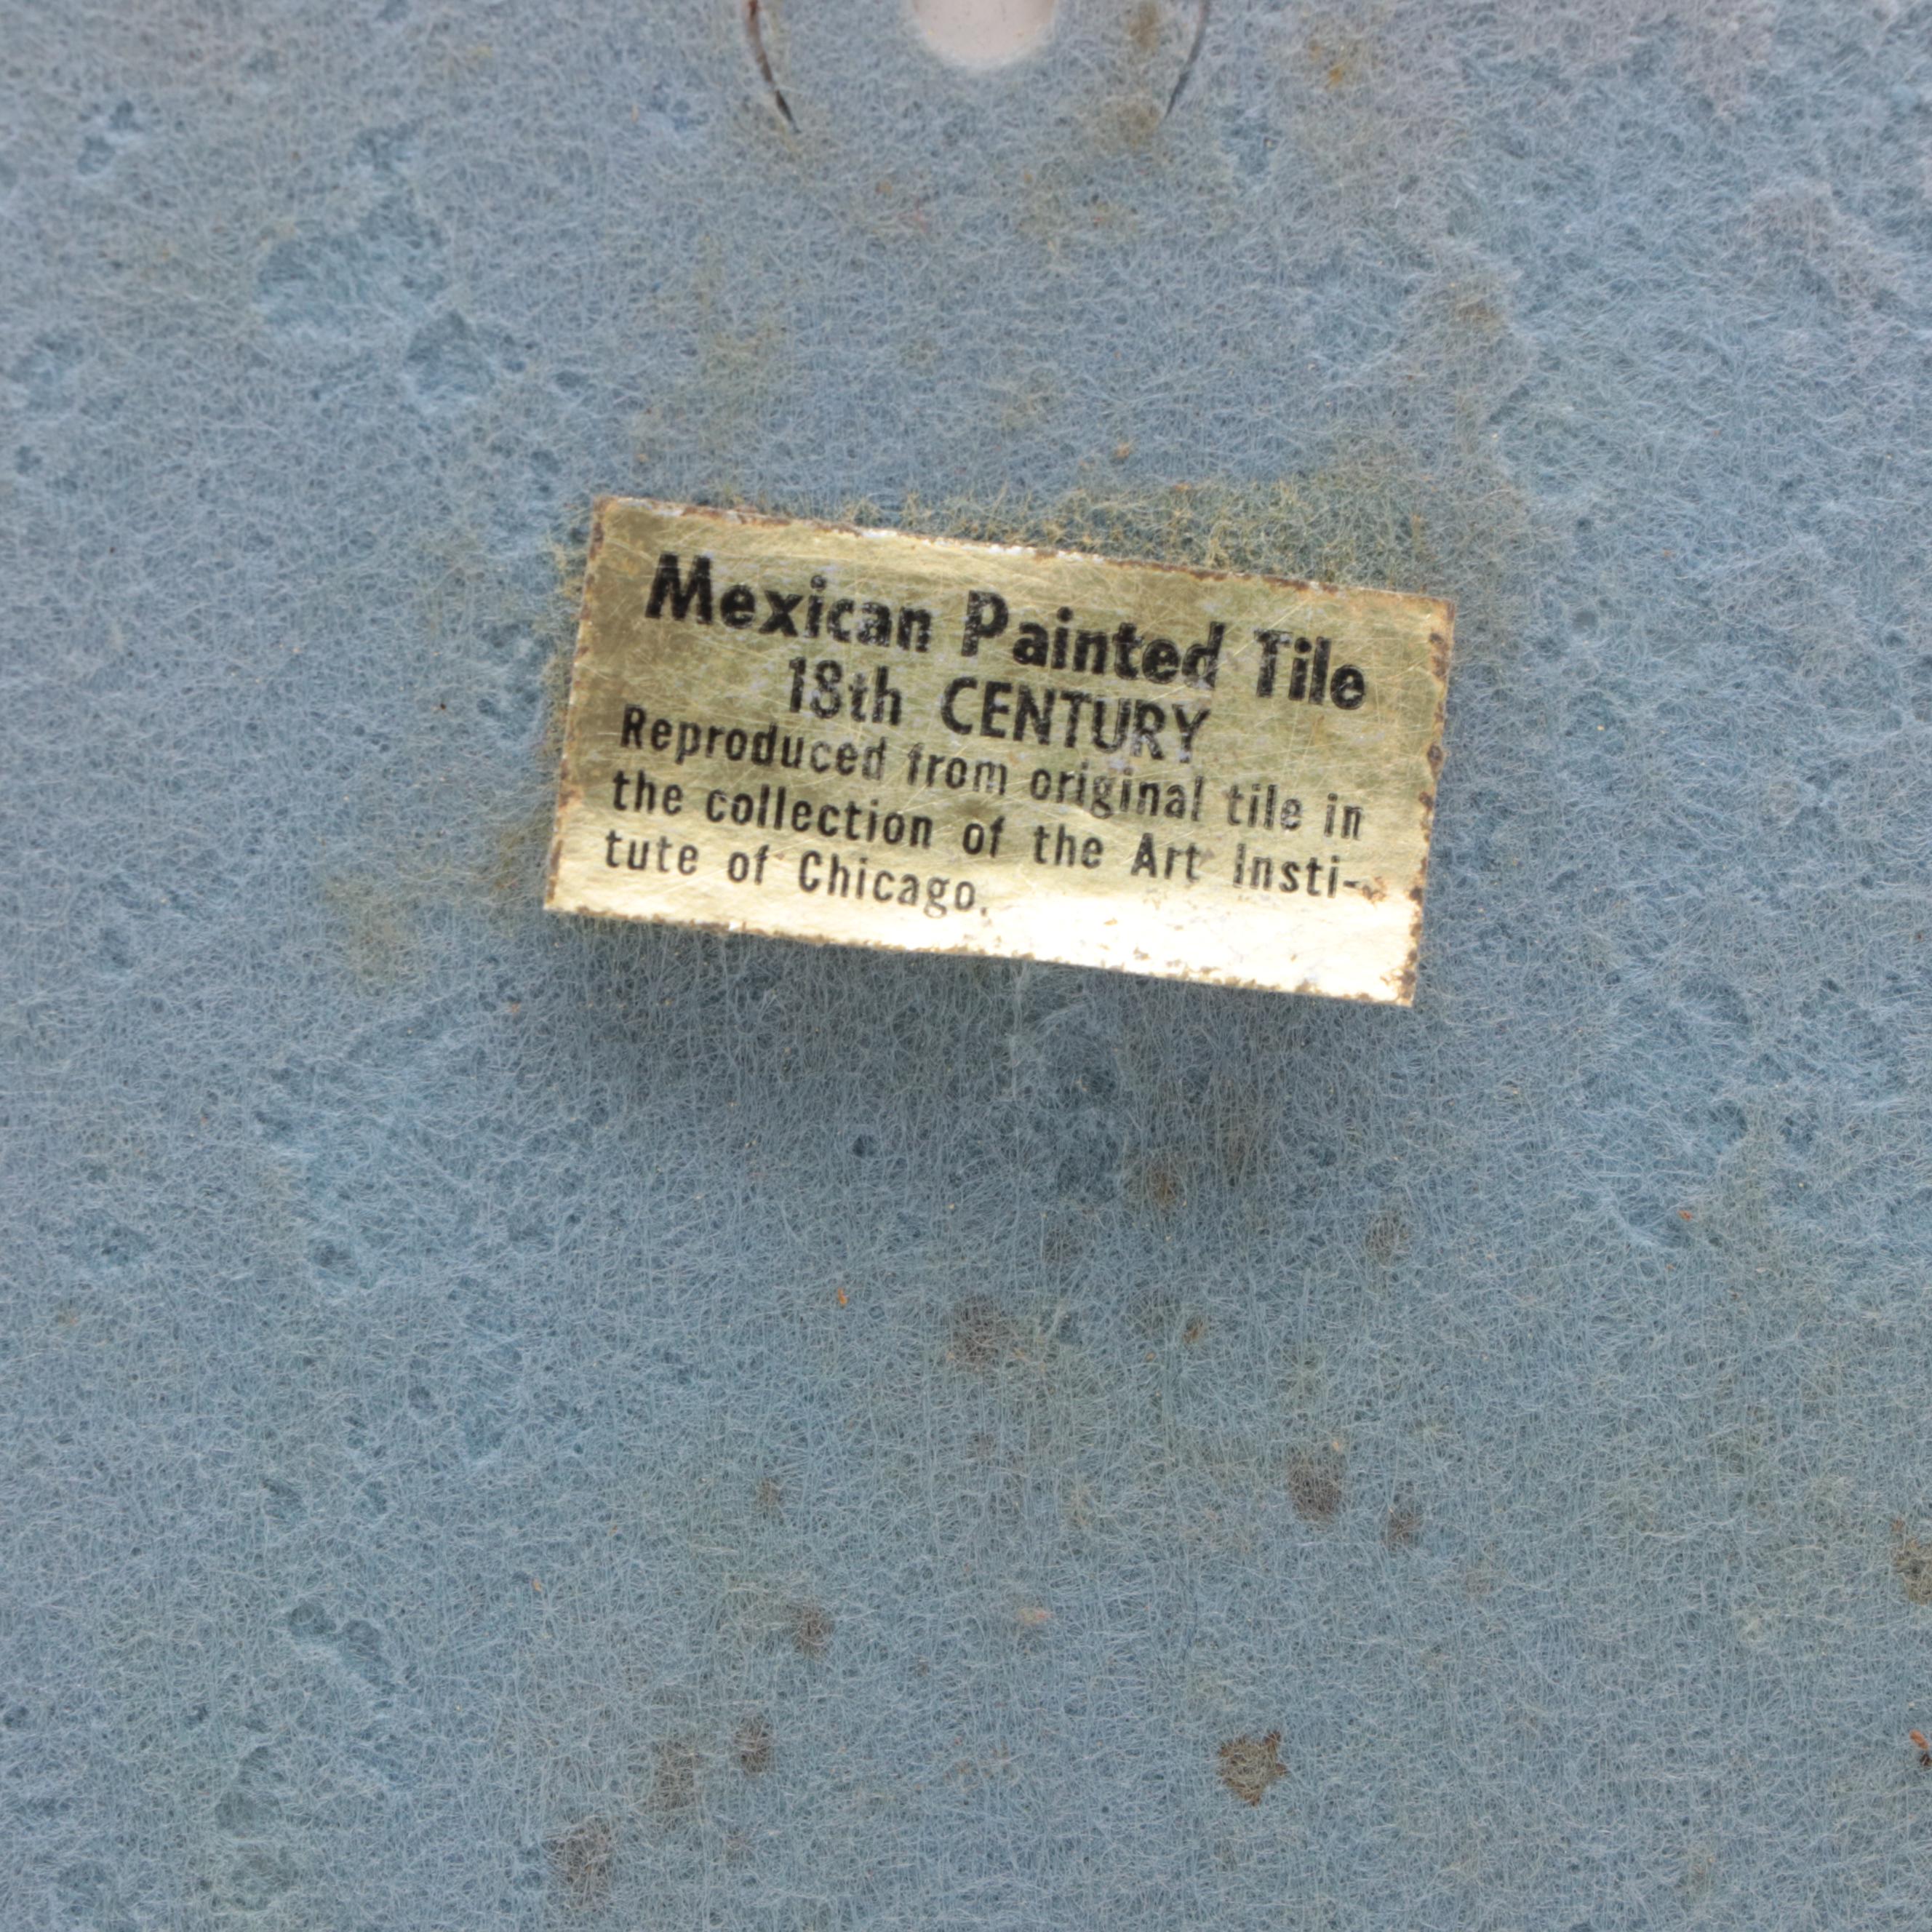 Mexican Painted Tile
18th CENTURY
Reproduced from original tile in
the collection of the Art Insti-
tute of Chicago.